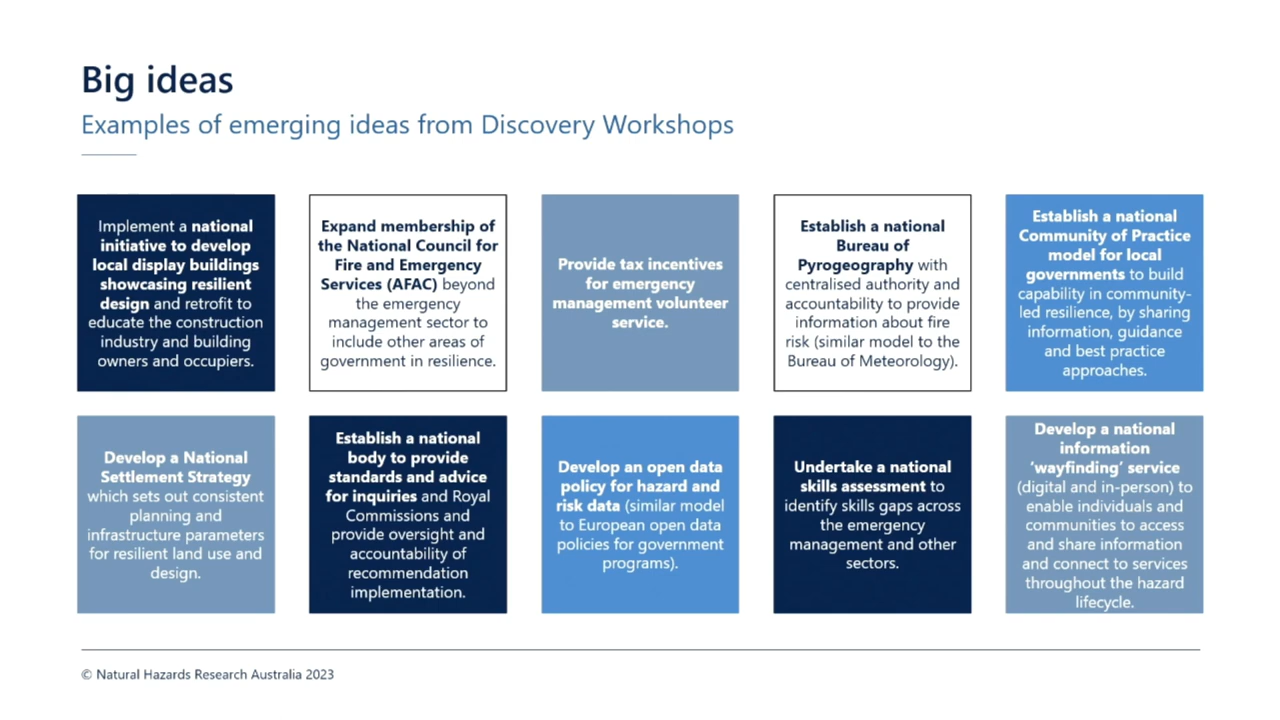 Big ideas
Examples of emerging ideas from Discovery Workshops
Implement a national
initiative to develop
local display buildings
showcasing resilient
design and retrofit to
educate the construction
industry and building
owners and occupiers.
Expand membership of
the National Council for
Fire and Emergency
Services (AFAC) beyond
the emergency
management sector to
include other areas of
government in resilience.
Provide tax incentives
for emergency
management volunteer
service.
Establish a national
Bureau of
Pyrogeography with
centralised authority and
accountability to provide
information about fire
risk (similar model to the
Bureau of Meteorology).
Establish a national
Community of Practice
model for local
governments to build
capability in community-
led resilience, by sharing
information, guidance
and best practice
approaches.
Develop a National
Settlement Strategy
which sets out consistent
planning and
infrastructure parameters
for resilient land use and
design.
Establish a national
body to provide
standards and advice
for inquiries and Royal
Commissions and
provide oversight and
accountability of
recommendation
implementation.
Develop an open data
policy for hazard and
risk data (similar model
to European open data
policies for government
programs).
Undertake a national
skills assessment to
identify skills gaps across
the emergency
management and other
sectors.
Develop a national
information
‘wayfinding’ service
(digital and in-person) to
enable individuals and
communities to access
and share information
and connect to services
throughout the hazard
lifecycle.
© Natural Hazards Research Australia 2023